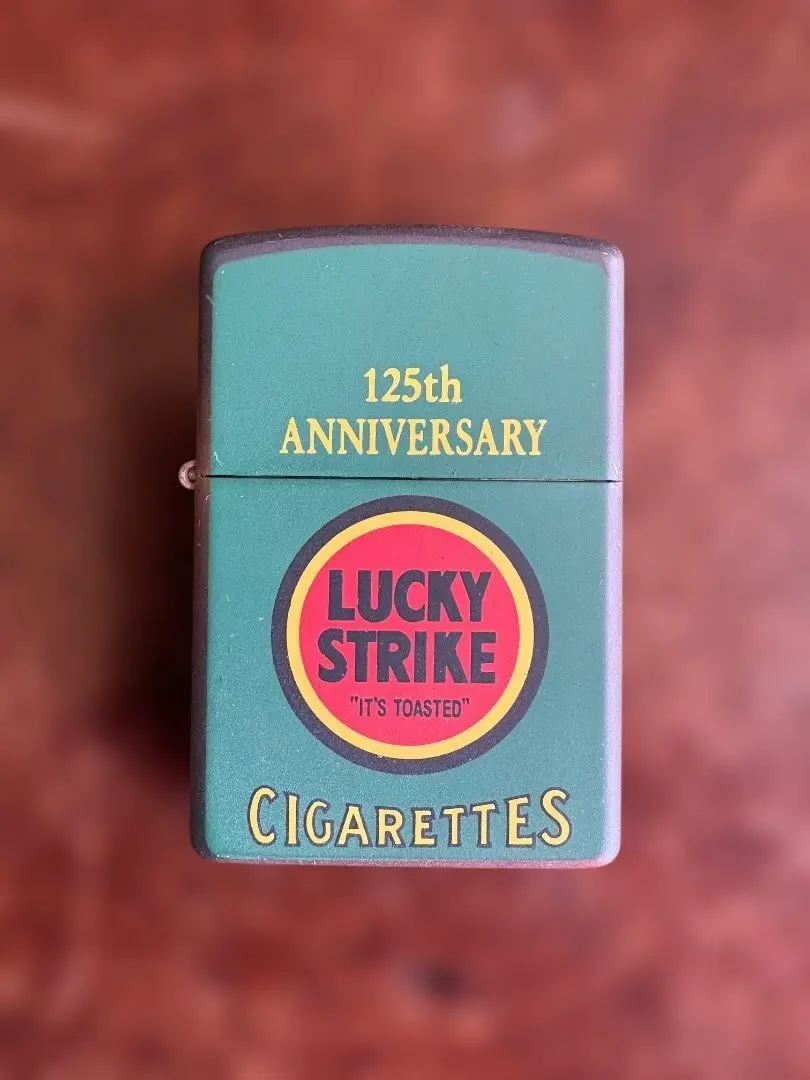 125th
ANNIVERSARY
LUCKY
STRIKE
"IT'S TOASTED"
CIGARETTES